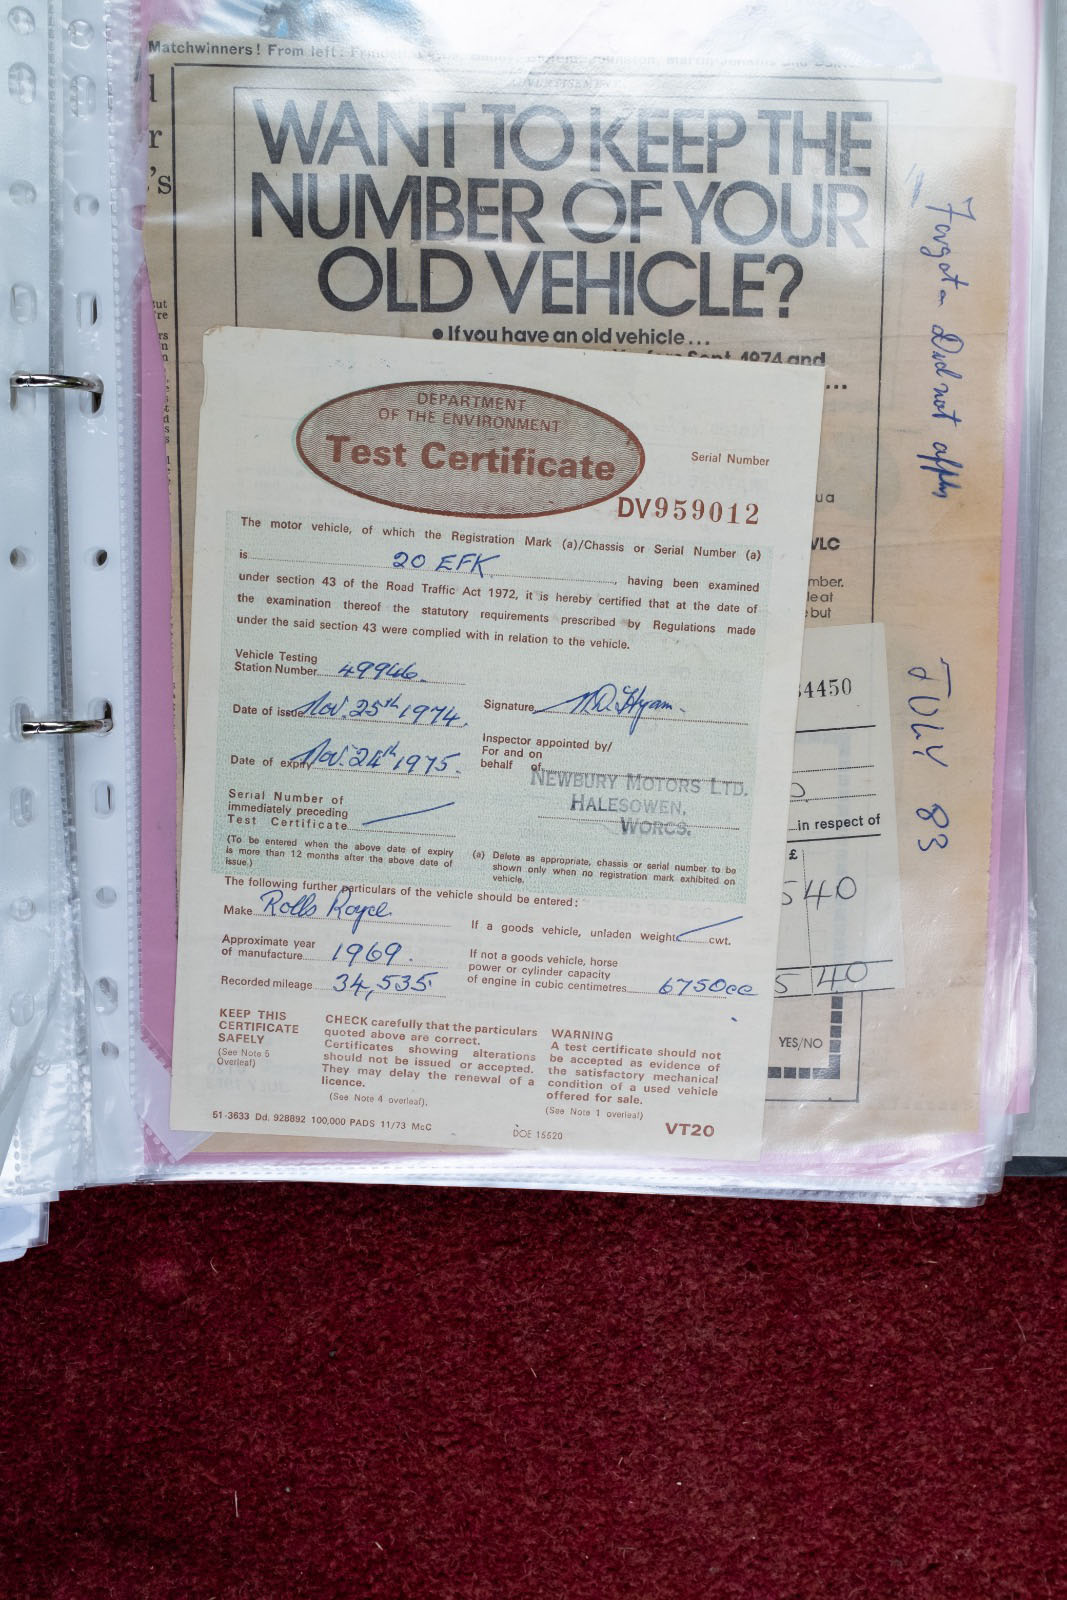 Matchwinners! From left:
ADVERTISEMENT
WANT TO KEEP THE
NUMBER OF YOUR
OLD VEHICLE?
• If you have an old vehicle...
Sept. 1974 and
...
DEPARTMENT
OF THE ENVIRONMENT
Test Certificate
Serial Number
DV959012
The motor vehicle, of which the Registration Mark (a)/Chassis or Serial Number (a)
is 20 EFK, having been examined
under section 43 of the Road Traffic Act 1972, it is hereby certified that at the date of
the examination thereof the statutory requirements prescribed by Regulations made
under the said section 43 were complied with in relation to the vehicle.
Vehicle Testing
Station Number 49946.
Date of issue Nov. 25th 1974.
Signature
Date of expiry Nov. 24th 1975.
Inspector appointed by/
For and on
behalf of
NEWBURY MOTORS LTD.
HALESOWEN,
WORCS.
Serial Number of
immediately preceding
Test Certificate
(To be entered when the above date of expiry
is more than 12 months after the above date of
issue.)
(a) Delete as appropriate, chassis or serial number to be
shown only when no registration mark exhibited on
vehicle.
The following further particulars of the vehicle should be entered:
Make Rolls Royce.
If a goods vehicle, unladen weight cwt.
Approximate year
of manufacture 1969.
If not a goods vehicle, horse
power or cylinder capacity
of engine in cubic centimetres 6750cc
Recorded mileage 34,535
KEEP THIS
CERTIFICATE
SAFELY
(See Note 5
Overleaf)
CHECK carefully that the particulars
quoted above are correct.
Certificates showing alterations
should not be issued or accepted.
They may delay the renewal of a
licence.
(See Note 4 overleaf).
WARNING
A test certificate should not
be accepted as evidence of
the satisfactory mechanical
condition of a used vehicle
offered for sale.
(See Note 1 overleaf)
51-3633 Dd. 928892 100,000 PADS 11/73 McC
DOE 15520
VT20
VLC
but
4450
in respect of
£
5 40
5 40
YES/NO
Did not apply
JULY 83